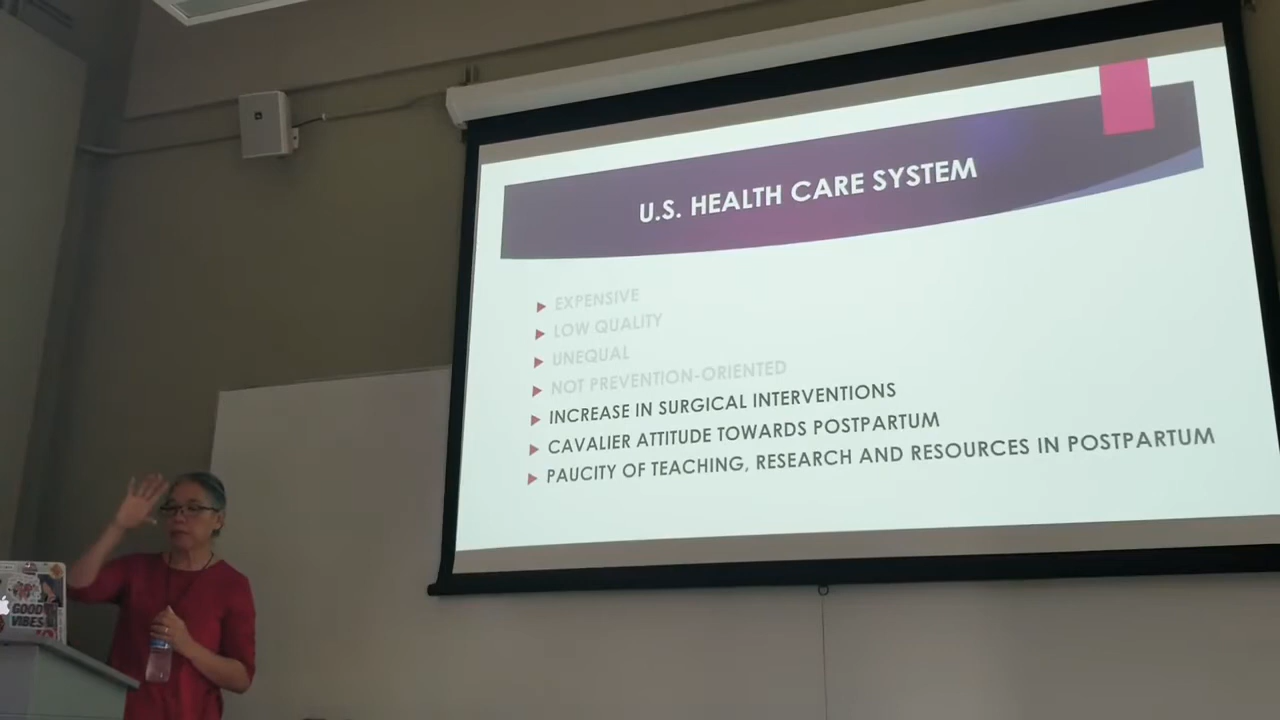 U.S. HEALTH CARE SYSTEM
EXPENSIVE
LOW QUALITY
UNEQUAL
NOT PREVENTION-ORIENTED
INCREASE IN SURGICAL INTERVENTIONS
CAVALIER ATTITUDE TOWARDS POSTPARTUM
PAUCITY OF TEACHING, RESEARCH AND RESOURCES IN POSTPARTUM
GOOD
VIBES